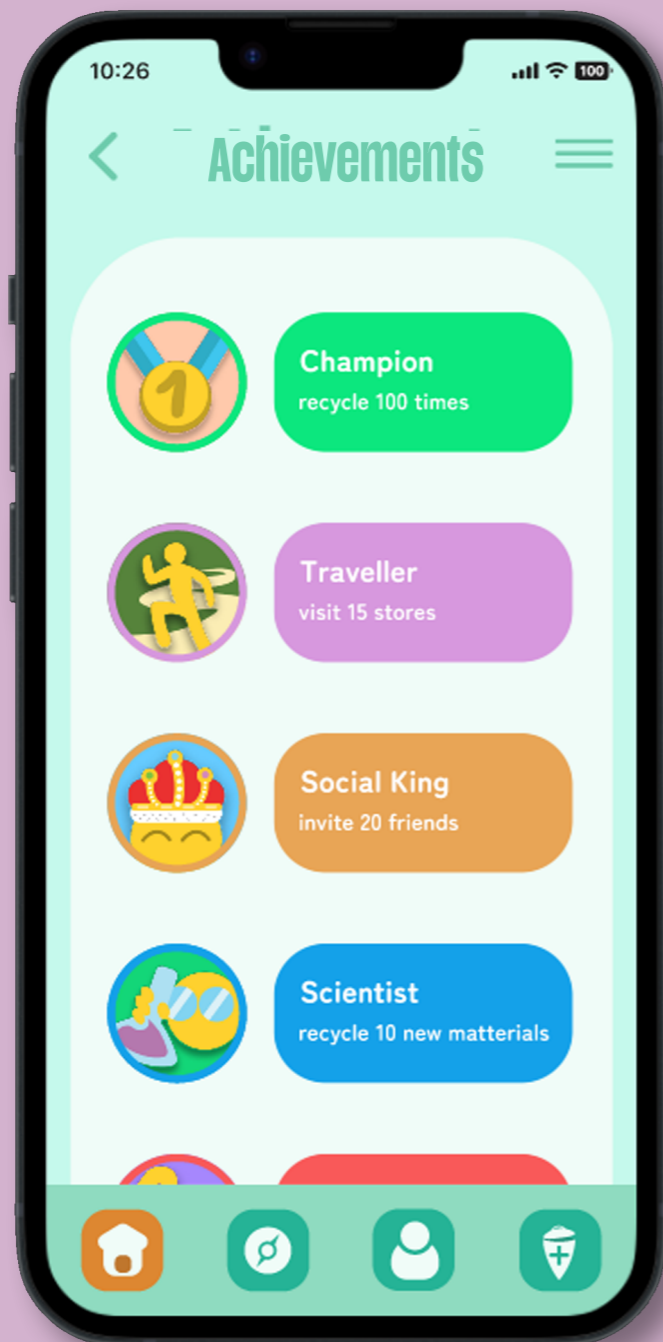 10:26
100
Achievements
1
Champion
recycle 100 times
Traveller
visit 15 stores
Social King
invite 20 friends
Scientist
recycle 10 new matterials